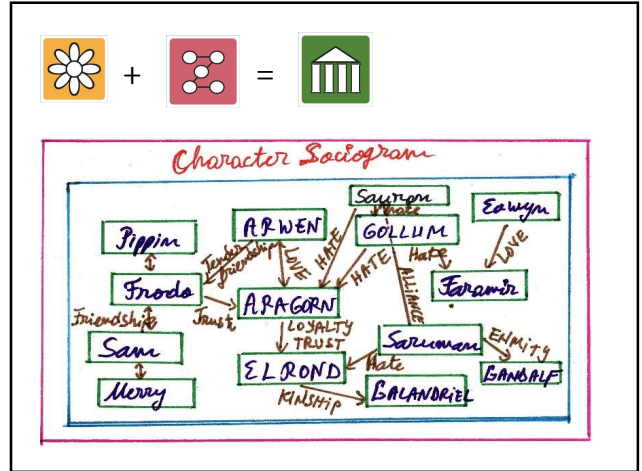 + =
Character Sociogram
Sauron
hate
Eowyn
ARWEN
GOLLUM
Pippin
Tender
friendship
LOVE
HATE
HATE
Hate
LOVE
Frodo
ARAGORN
ALLIANCE
Faramir
Friendship
Trust
LOYALTY
TRUST
Sam
Saruman
ENMITY
ELROND
Hate
GANDALF
Merry
KINSHIP
GALANDRIEL